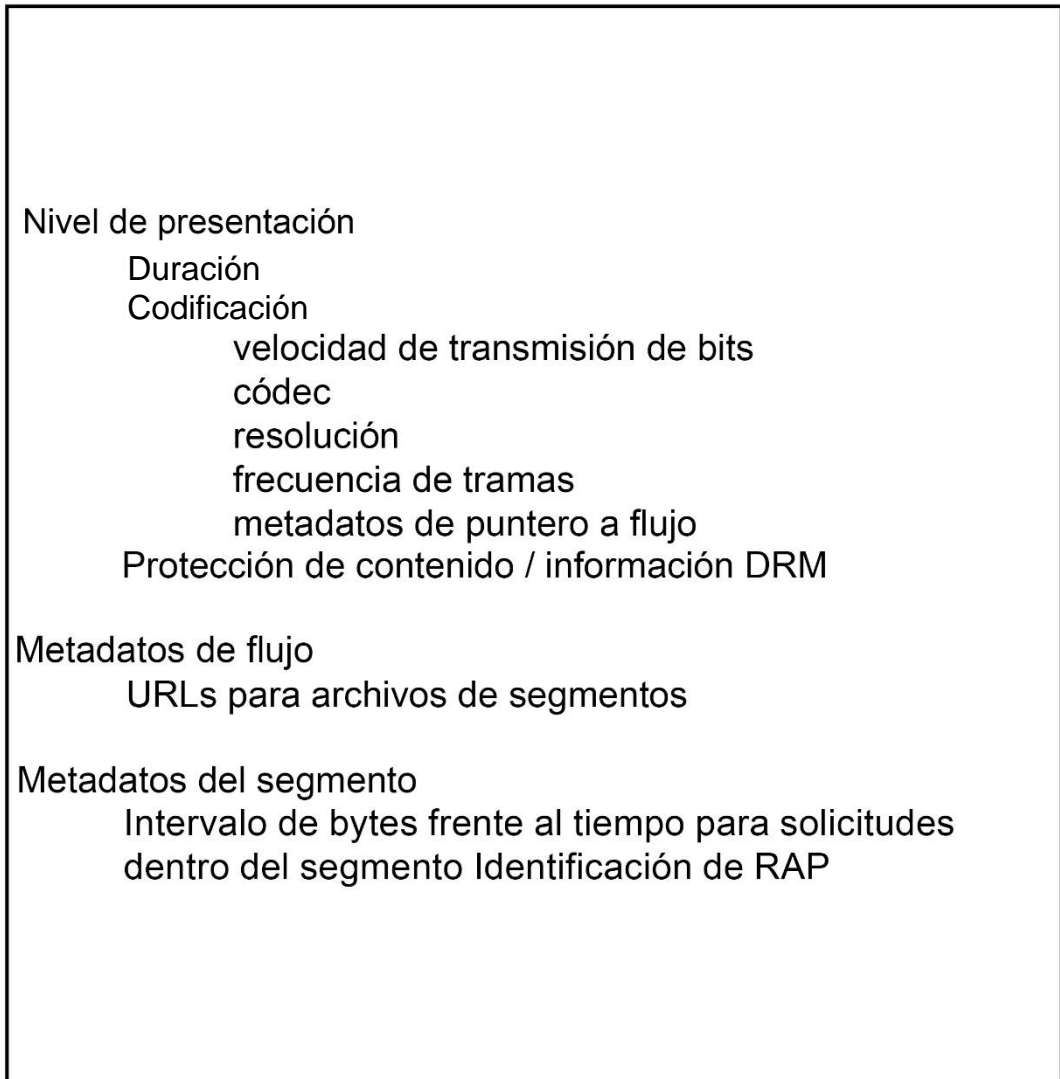 Nivel de presentación
Duración
Codificación
velocidad de transmisión de bits
códec
resolución
frecuencia de tramas
metadatos de puntero a flujo
Protección de contenido / información DRM
Metadatos de flujo
URLs para archivos de segmentos
Metadatos del segmento
Intervalo de bytes frente al tiempo para solicitudes
dentro del segmento Identificación de RAP